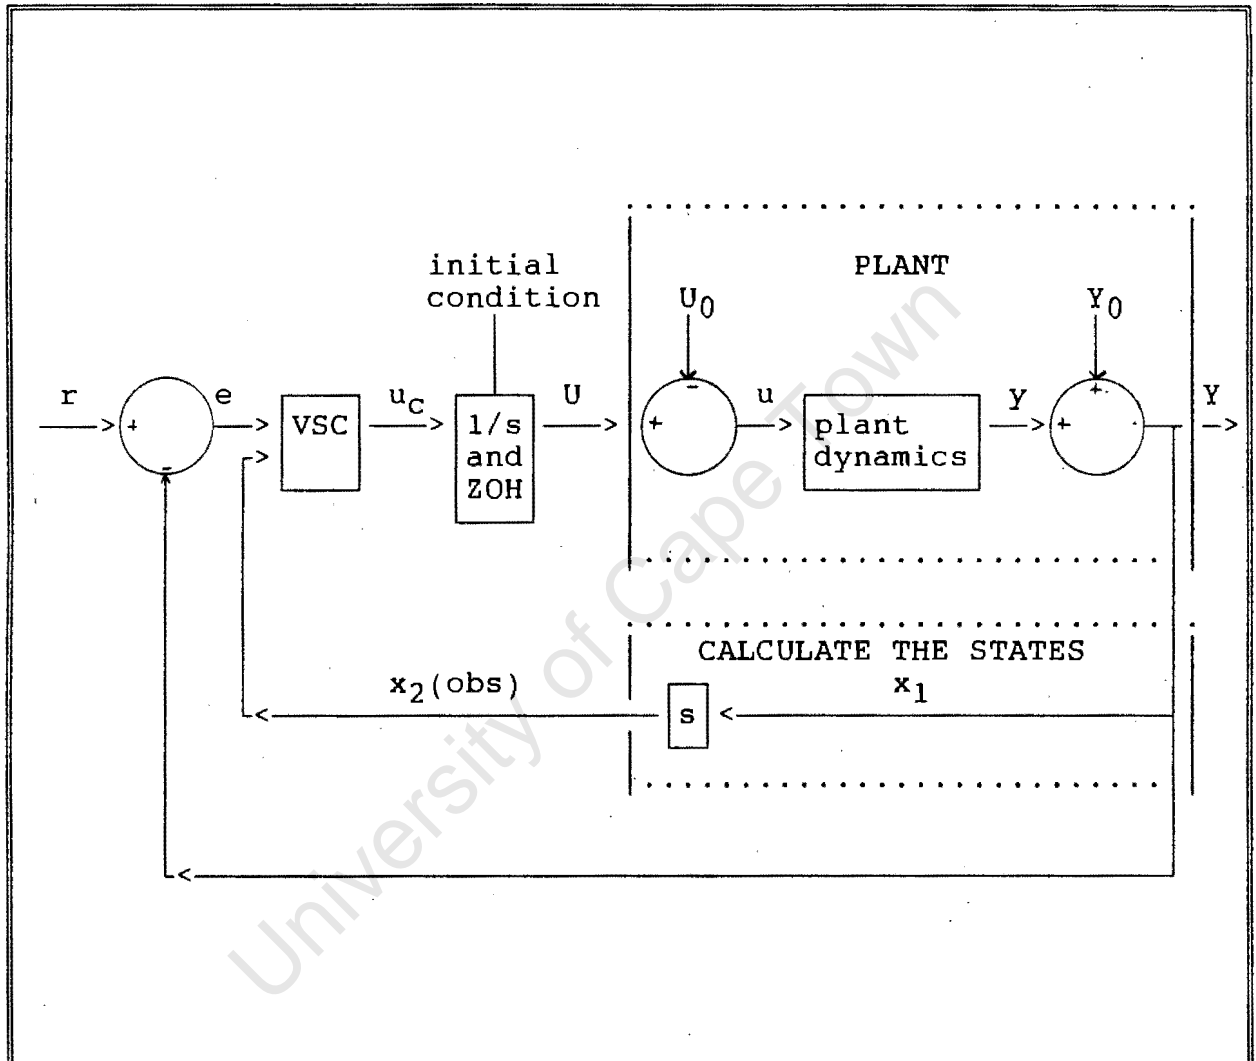 initial
condition
PLANT
U0
Y0
r
+
-
e
VSC
uC
1/s
and
ZOH
U
+
-
u
plant
dynamics
y
+
+
Y
CALCULATE THE STATES
x2(obs)
s
x1
University of Cape Town